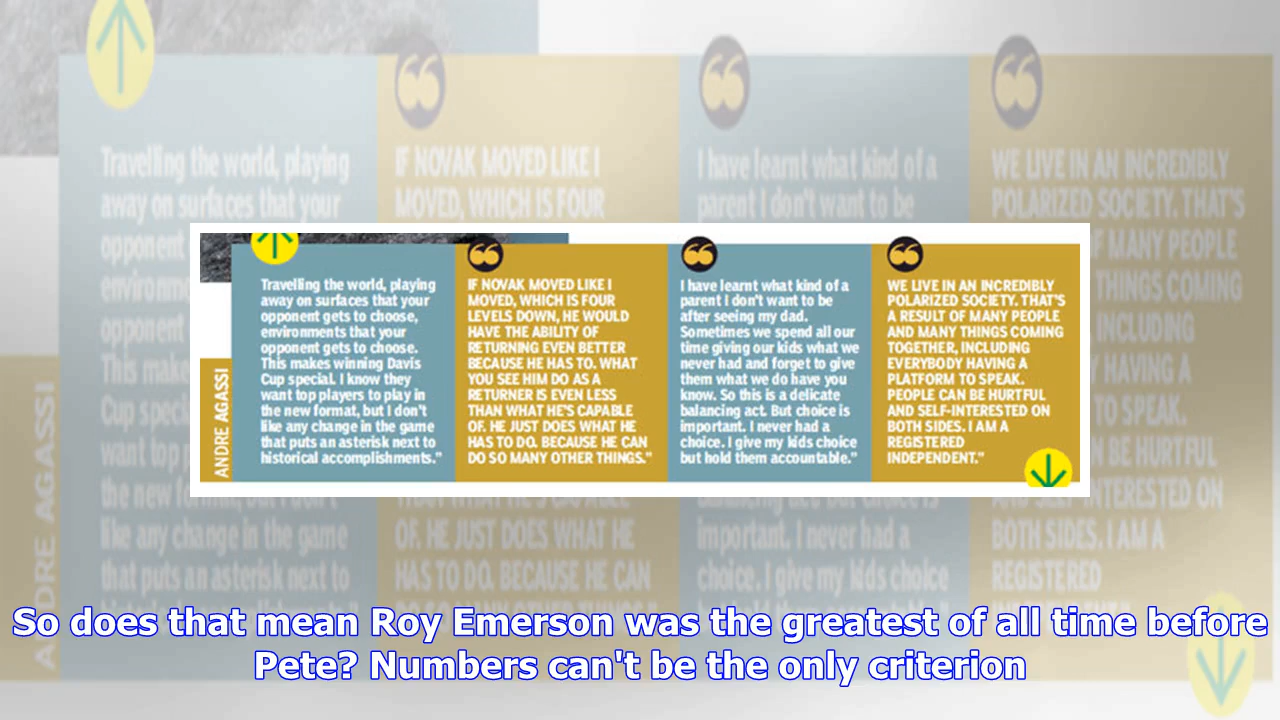 ANDRE AGASSI
Travelling the world, playing
away on surfaces that your
opponent gets to choose,
environments that your
opponent gets to choose.
This makes winning Davis
Cup special. I know they
want top players to play in
the new format, but I don't
like any change in the game
that puts an asterisk next to
historical accomplishments."
IF NOVAK MOVED LIKE I
MOVED, WHICH IS FOUR
LEVELS DOWN, HE WOULD
HAVE THE ABILITY OF
RETURNING EVEN BETTER
BECAUSE HE HAS TO. WHAT
YOU SEE HIM DO AS A
RETURNER IS EVEN LESS
THAN WHAT HE'S CAPABLE
OF. HE JUST DOES WHAT HE
HAS TO DO. BECAUSE HE CAN
DO SO MANY OTHER THINGS."
I have learnt what kind of a
parent I don't want to be
after seeing my dad.
Sometimes we spend all our
time giving our kids what we
never had and forget to give
them what we do have you
know. So this is a delicate
balancing act. But choice is
important. I never had a
choice. I give my kids choice
but hold them accountable."
WE LIVE IN AN INCREDIBLY
POLARIZED SOCIETY. THAT'S
A RESULT OF MANY PEOPLE
AND MANY THINGS COMING
TOGETHER, INCLUDING
EVERYBODY HAVING A
PLATFORM TO SPEAK.
PEOPLE CAN BE HURTFUL
AND SELF-INTERESTED ON
BOTH SIDES. I AM A
REGISTERED
INDEPENDENT."
So does that mean Roy Emerson was the greatest of all time before
Pete? Numbers can't be the only criterion